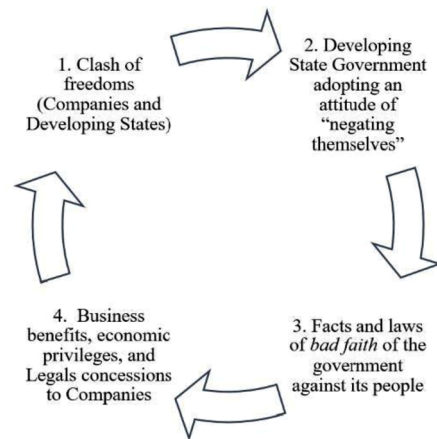 1. Clash of
freedoms
(Companies and
Developing States)
2. Developing
State Government
adopting an
attitude of
“negating
themselves”
3. Facts and laws
of bad faith of the
government
against its people
4. Business
benefits, economic
privileges, and
Legals concessions
to Companies